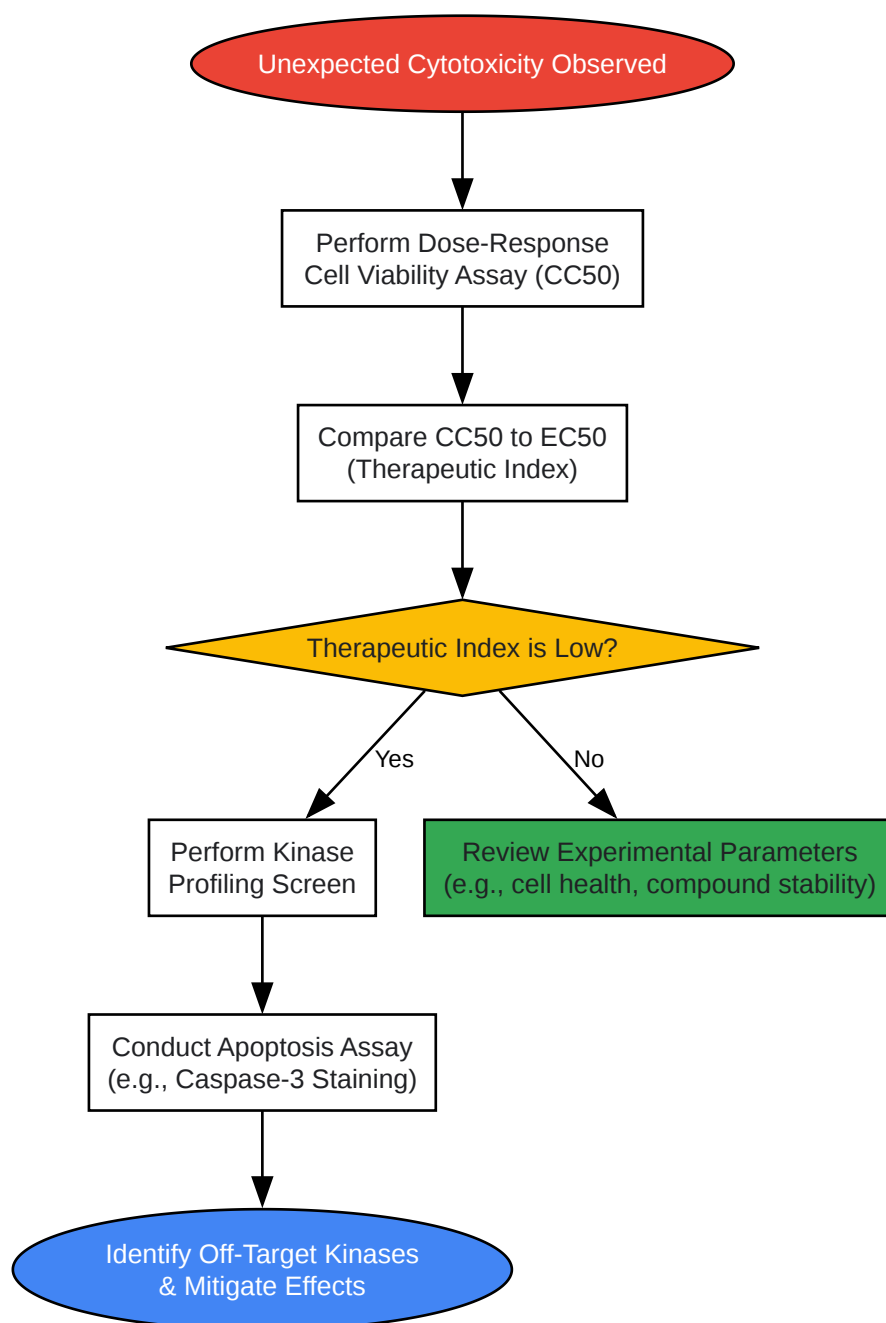 Unexpected Cytotoxicity Observed
Perform Dose-Response
Cell Viability Assay (CC50)
Compare CC50 to EC50
(Therapeutic Index)
Therapeutic Index is Low?
Yes
No
Perform Kinase
Profiling Screen
Review Experimental Parameters
(e.g., cell health, compound stability)
Conduct Apoptosis Assay
(e.g., Caspase-3 Staining)
Identify Off-Target Kinases
& Mitigate Effects